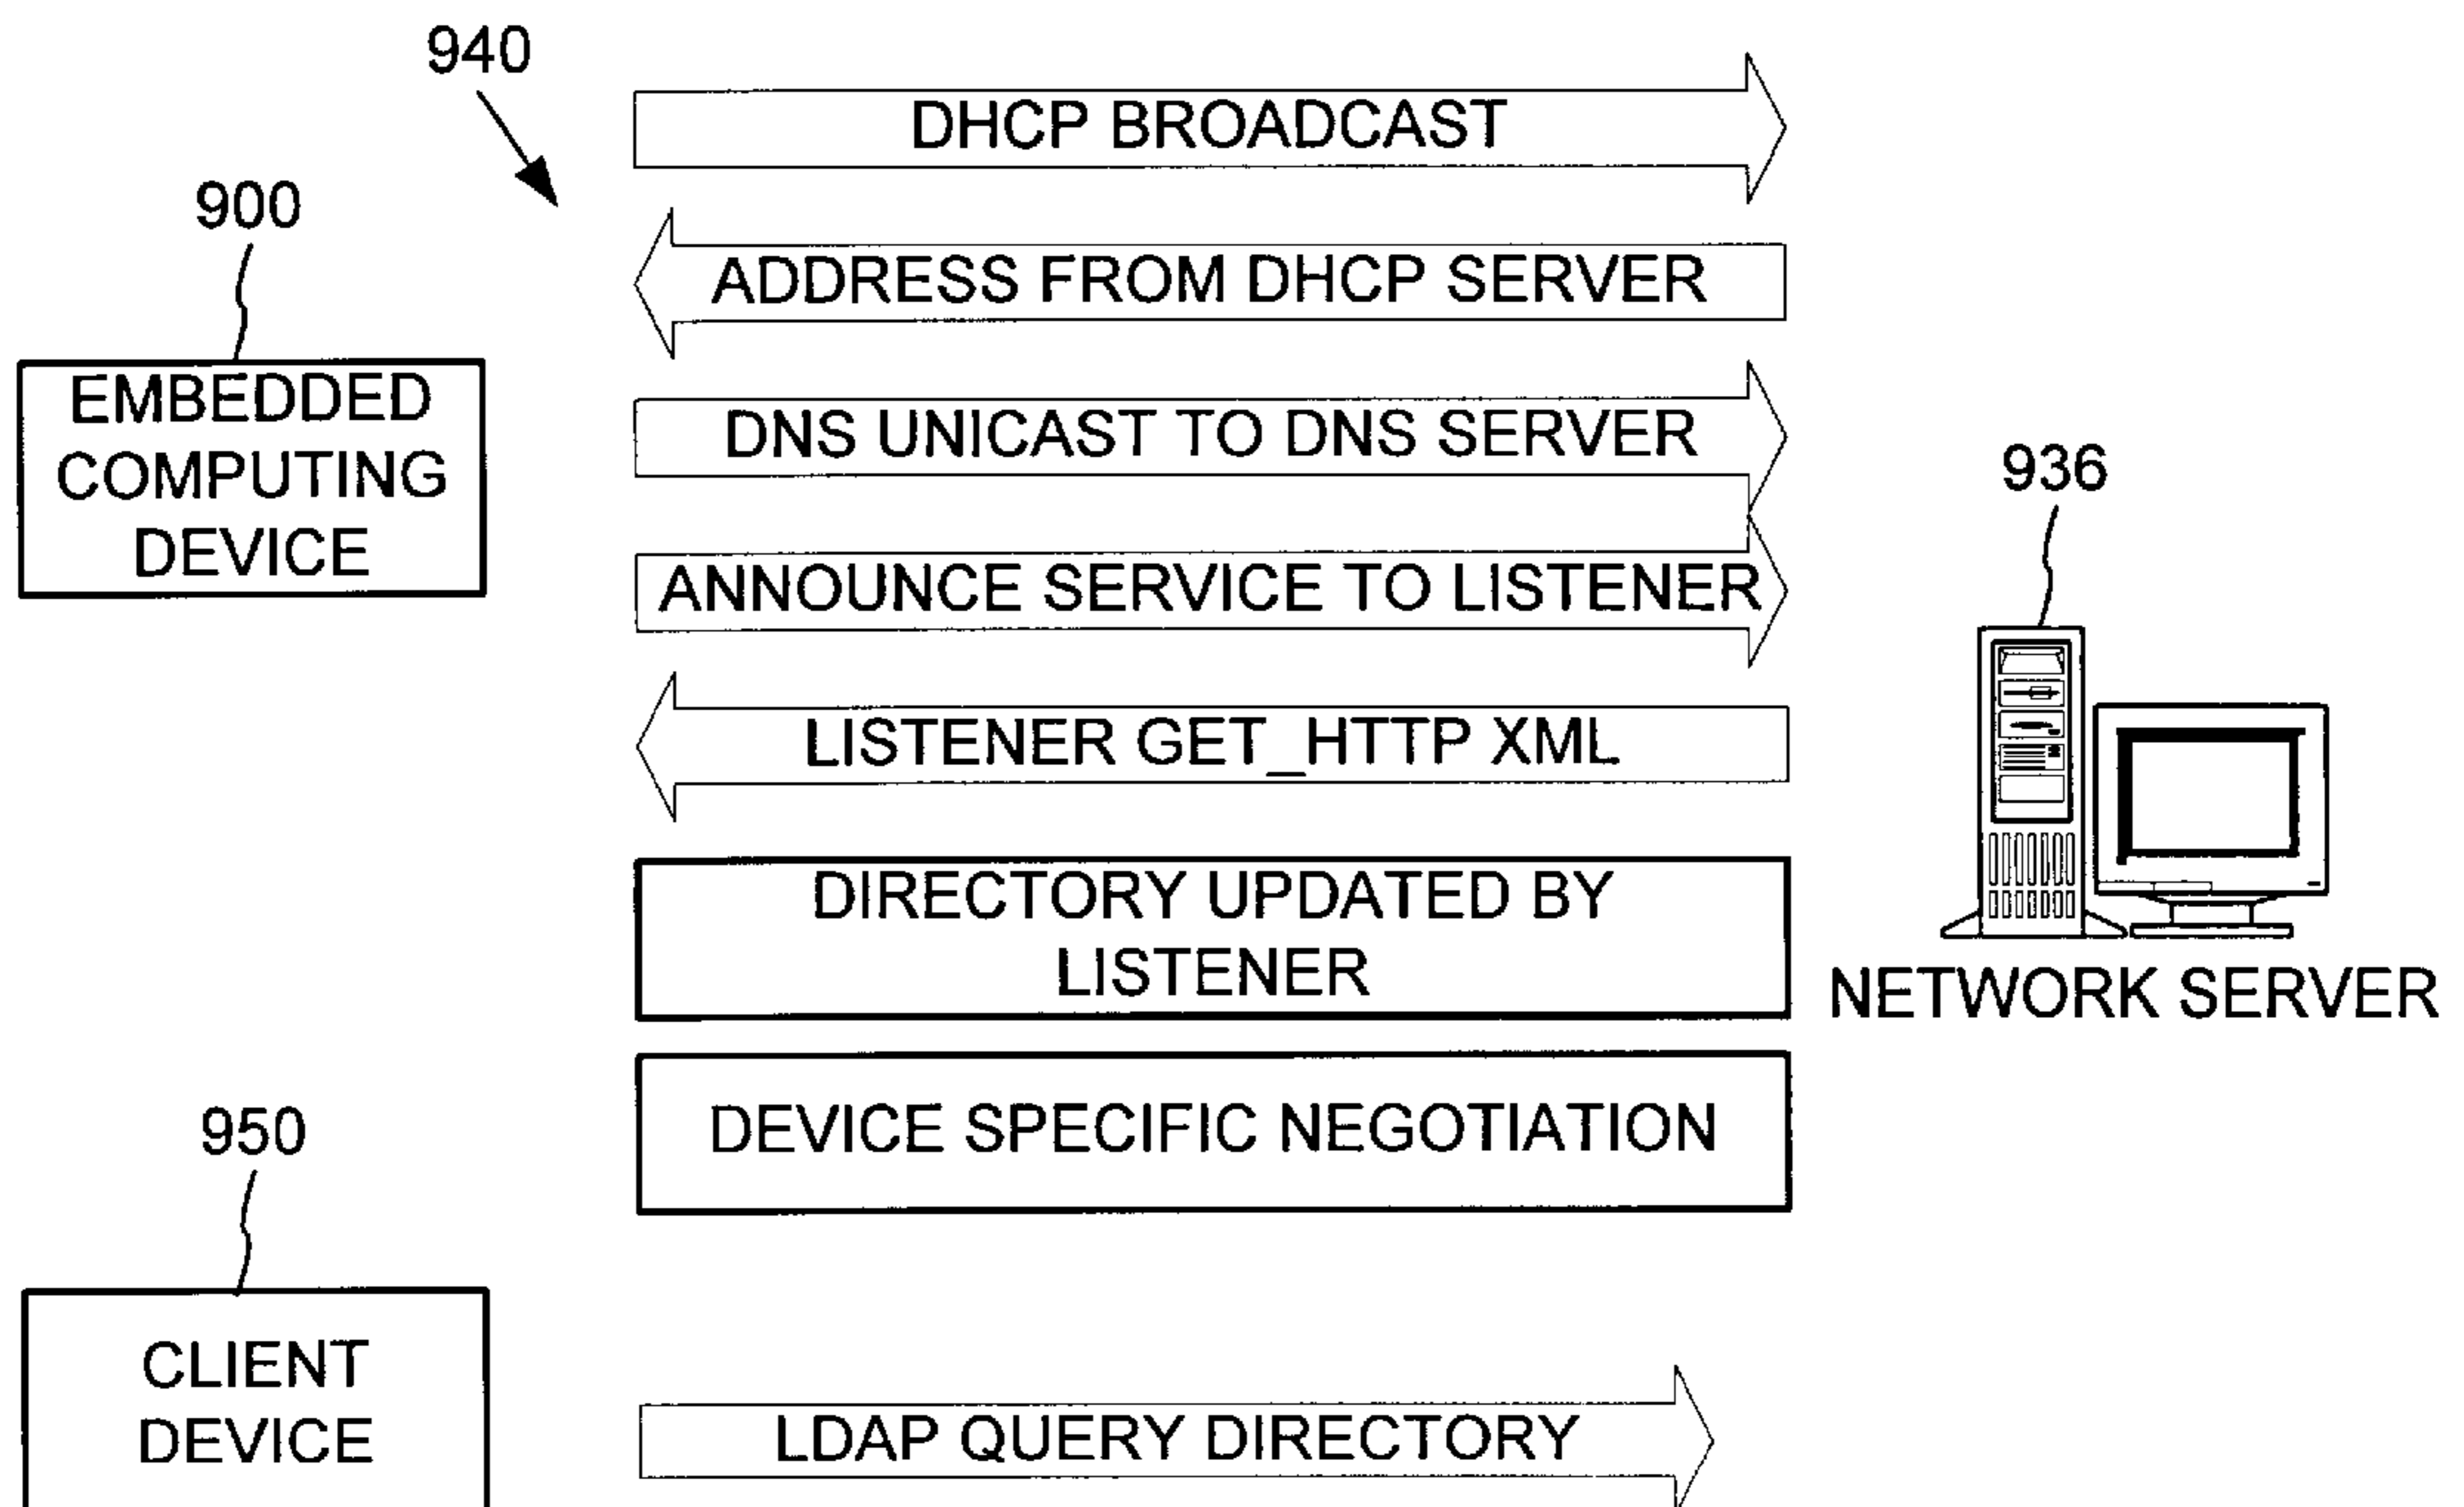 940
DHCP BROADCAST
900
ADDRESS FROM DHCP SERVER
EMBEDDED
COMPUTING
DEVICE
DNS UNICAST TO DNS SERVER
936
ANNOUNCE SERVICE TO LISTENER
LISTENER GET_HTTP XML
DIRECTORY UPDATED BY
LISTENER
NETWORK SERVER
DEVICE SPECIFIC NEGOTIATION
950
CLIENT
DEVICE
LDAP QUERY DIRECTORY